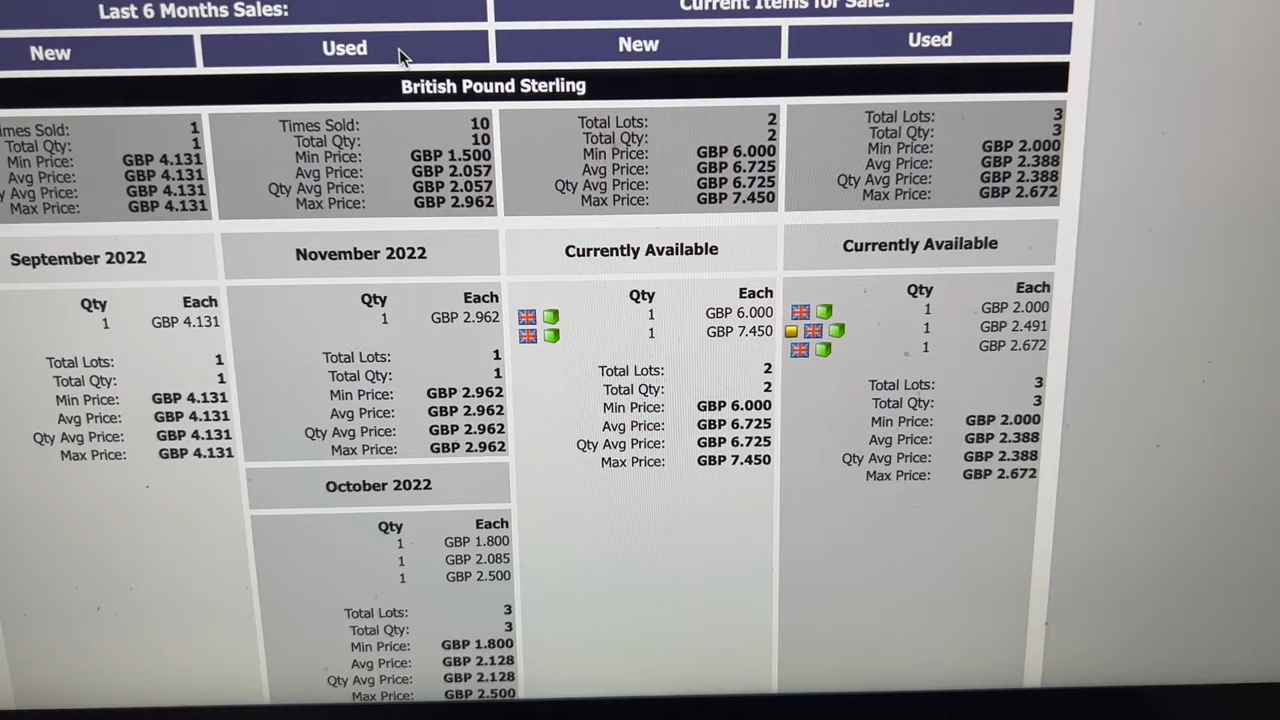 Last 6 Months Sales:
Current Items for Sale:
New
Used
New
Used
British Pound Sterling
Times Sold: 1
Total Qty: 1
Min Price: GBP 4.131
Avg Price: GBP 4.131
Qty Avg Price: GBP 4.131
Max Price: GBP 4.131
Times Sold: 10
Total Qty: 10
Min Price: GBP 1.500
Avg Price: GBP 2.057
Qty Avg Price: GBP 2.057
Max Price: GBP 2.962
Total Lots: 2
Total Qty: 2
Min Price: GBP 6.000
Avg Price: GBP 6.725
Qty Avg Price: GBP 6.725
Max Price: GBP 7.450
Total Lots: 3
Total Qty: 3
Min Price: GBP 2.000
Avg Price: GBP 2.388
Qty Avg Price: GBP 2.388
Max Price: GBP 2.672
September 2022
Qty Each
1 GBP 4.131
Total Lots: 1
Total Qty: 1
Min Price: GBP 4.131
Avg Price: GBP 4.131
Qty Avg Price: GBP 4.131
Max Price: GBP 4.131
November 2022
Qty Each
1 GBP 2.962
Total Lots: 1
Total Qty: 1
Min Price: GBP 2.962
Avg Price: GBP 2.962
Qty Avg Price: GBP 2.962
Max Price: GBP 2.962
October 2022
Qty Each
1 GBP 1.800
1 GBP 2.085
1 GBP 2.500
Total Lots: 3
Total Qty: 3
Min Price: GBP 1.800
Avg Price: GBP 2.128
Qty Avg Price: GBP 2.128
Max Price: GBP 2.500
Currently Available
Qty Each
1 GBP 6.000
1 GBP 7.450
Total Lots: 2
Total Qty: 2
Min Price: GBP 6.000
Avg Price: GBP 6.725
Qty Avg Price: GBP 6.725
Max Price: GBP 7.450
Currently Available
Qty Each
1 GBP 2.000
1 GBP 2.491
1 GBP 2.672
Total Lots: 3
Total Qty: 3
Min Price: GBP 2.000
Avg Price: GBP 2.388
Qty Avg Price: GBP 2.388
Max Price: GBP 2.672